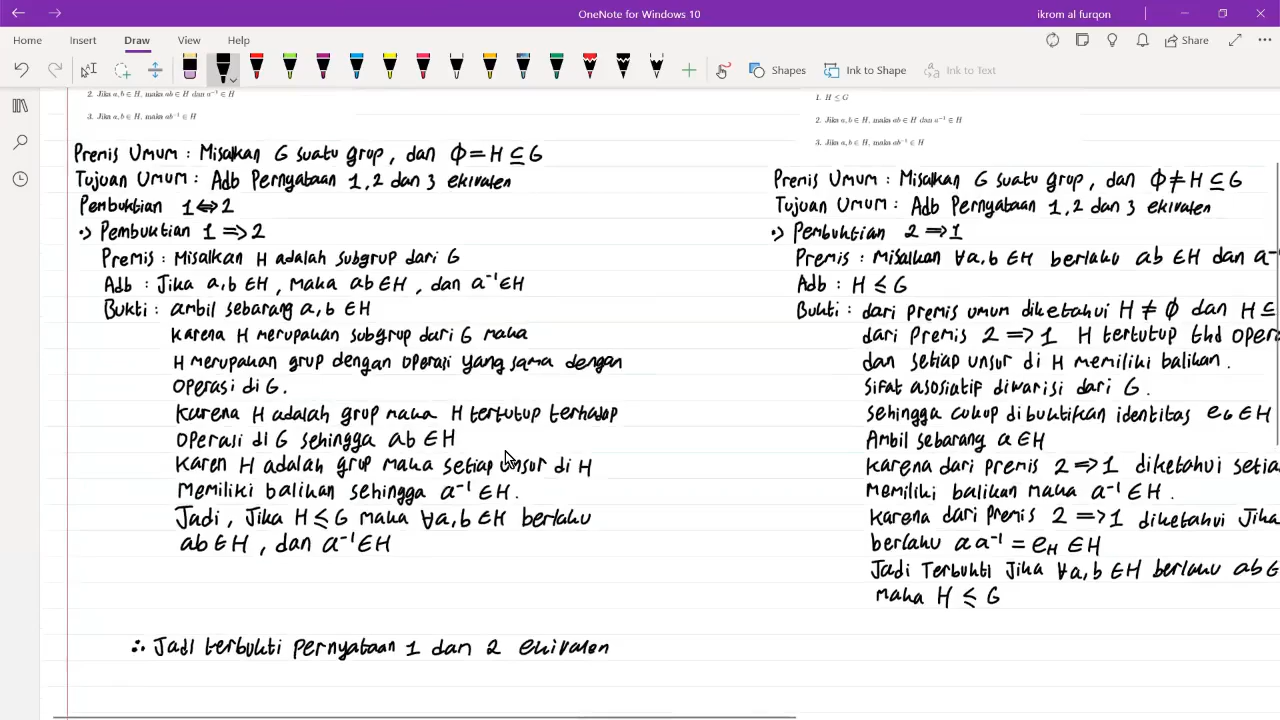 OneNote for Windows 10
ikrom al furqon
Home Insert Draw View Help
Share
Shapes Ink to Shape Ink to Text
2. Jika a, b ∈ H, maka ab ∈ H dan a⁻¹ ∈ H
3. Jika a, b ∈ H, maka ab⁻¹ ∈ H
Premis Umum : Misalkan G suatu grup, dan ϕ = H ⊆ G
Tujuan Umum : Adb Pernyataan 1, 2 dan 3 ekivalen
Pembuktian 1 ⇔ 2
•) Pembuktian 1 ⇒ 2
Premis : Misalkan H adalah subgrup dari G
Adb : Jika a, b ∈ H, maka ab ∈ H, dan a⁻¹ ∈ H
Bukti : ambil sebarang a, b ∈ H
Karena H merupakan subgrup dari G maka
H merupakan grup dengan operasi yang sama dengan
operasi di G.
Karena H adalah grup maka H tertutup terhadap
operasi di G sehingga ab ∈ H
Karen H adalah grup maka setiap unsur di H
memiliki balikan sehingga a⁻¹ ∈ H.
Jadi, Jika H ≤ G maka ∀a, b ∈ H berlaku
ab ∈ H, dan a⁻¹ ∈ H
∴ Jadi terbukti pernyataan 1 dan 2 ekivalen
1. H ≤ G
2. Jika a, b ∈ H, maka ab ∈ H dan a⁻¹ ∈ H
3. Jika a, b ∈ H, maka ab⁻¹ ∈ H
Premis Umum : Misalkan G suatu grup, dan ϕ ≠ H ⊆ G
Tujuan Umum : Adb Pernyataan 1, 2 dan 3 ekivalen
•) Pembuktian 2 ⇒ 1
Premis : Misalkan ∀a, b ∈ H berlaku ab ∈ H dan a⁻
Adb : H ≤ G
Bukti : dari premis umum diketahui H ≠ ϕ dan H ⊆
dari premis 2 ⇒ 1 H tertutup thd opera
dan setiap unsur di H memiliki balikan.
Sifat asosiatif diwarisi dari G.
sehingga cukup dibuktikan identitas e_G ∈ H
Ambil sebarang a ∈ H
Karena dari premis 2 ⇒ 1 diketahui setia
memiliki balikan maka a⁻¹ ∈ H.
Karena dari premis 2 ⇒ 1 diketahui Jika
berlaku aa⁻¹ = e_H ∈ H
Jadi Terbukti Jika ∀a, b ∈ H berlaku ab ∈
maka H ≤ G